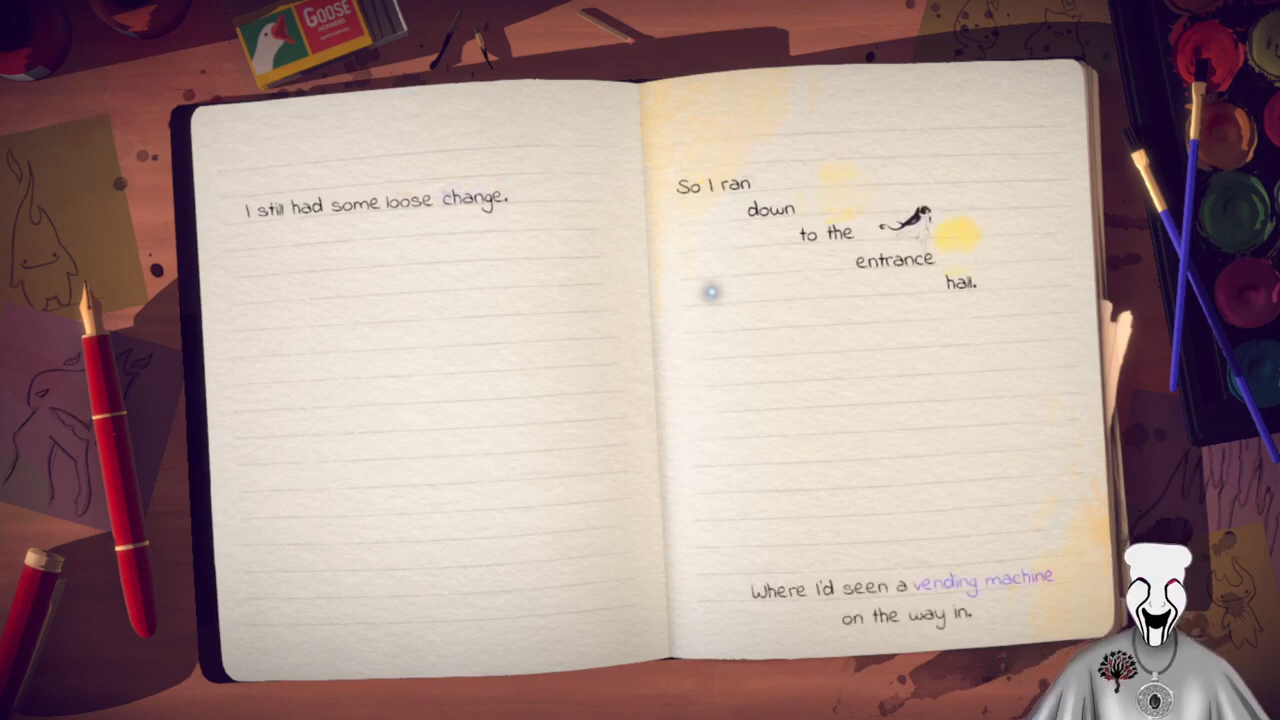 GOOSE
I still had some loose change.
So I ran
down
to the
entrance
hall.
Where I'd seen a vending machine
on the way in.